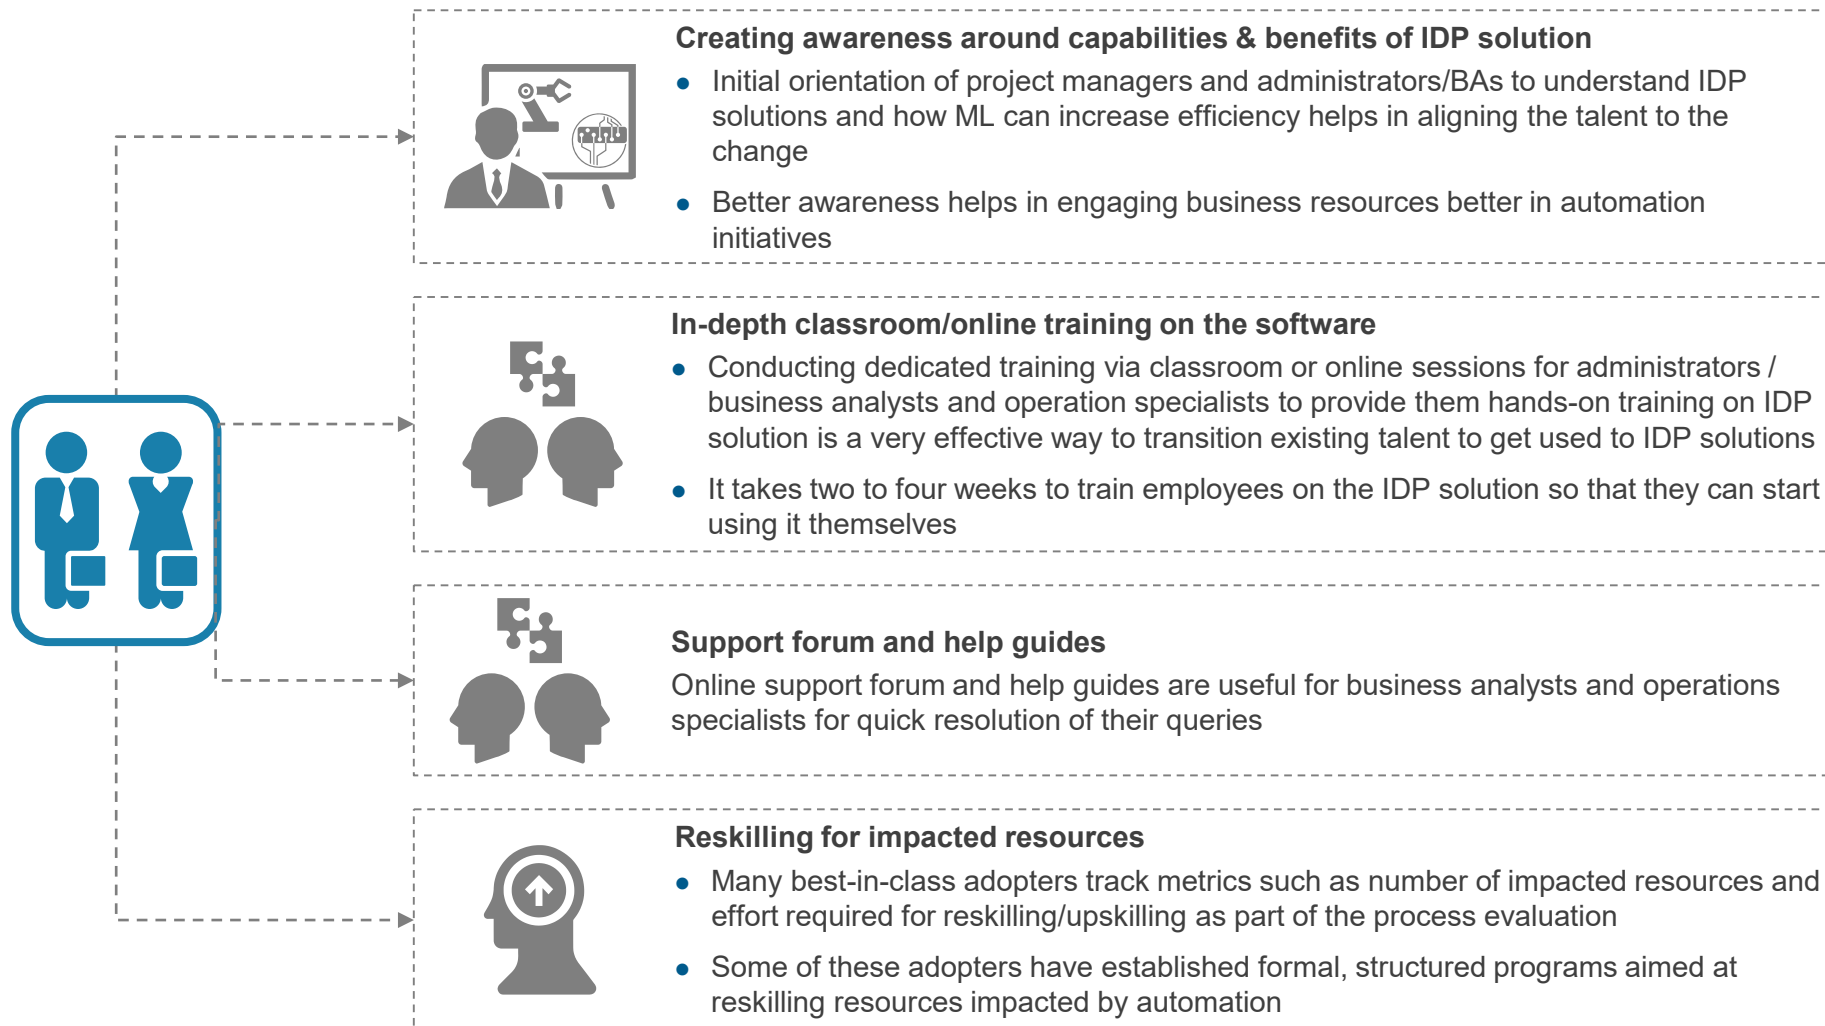 Creating awareness around capabilities & benefits of IDP solution
● Initial orientation of project managers and administrators/BAs to understand IDP
solutions and how ML can increase efficiency helps in aligning the talent to the
change
● Better awareness helps in engaging business resources better in automation
initiatives
In-depth classroom/online training on the software
● Conducting dedicated training via classroom or online sessions for administrators /
business analysts and operation specialists to provide them hands-on training on IDP
solution is a very effective way to transition existing talent to get used to IDP solutions
● It takes two to four weeks to train employees on the IDP solution so that they can start
using it themselves
Support forum and help guides
Online support forum and help guides are useful for business analysts and operations
specialists for quick resolution of their queries
Reskilling for impacted resources
● Many best-in-class adopters track metrics such as number of impacted resources and
effort required for reskilling/upskilling as part of the process evaluation
● Some of these adopters have established formal, structured programs aimed at
reskilling resources impacted by automation